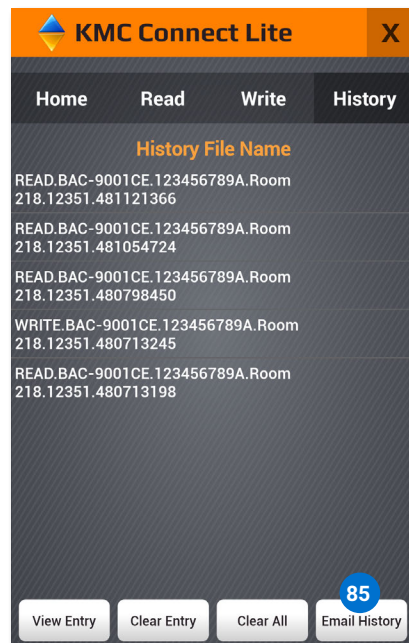 KMC Connect Lite
X
Home Read Write History
History File Name
READ.BAC-9001CE.123456789A.Room
218.12351.481121366
READ.BAC-9001CE.123456789A.Room
218.12351.481054724
READ.BAC-9001CE.123456789A.Room
218.12351.480798450
WRITE.BAC-9001CE.123456789A.Room
218.12351.480713245
READ.BAC-9001CE.123456789A.Room
218.12351.480713198
85
View Entry Clear Entry Clear All Email History